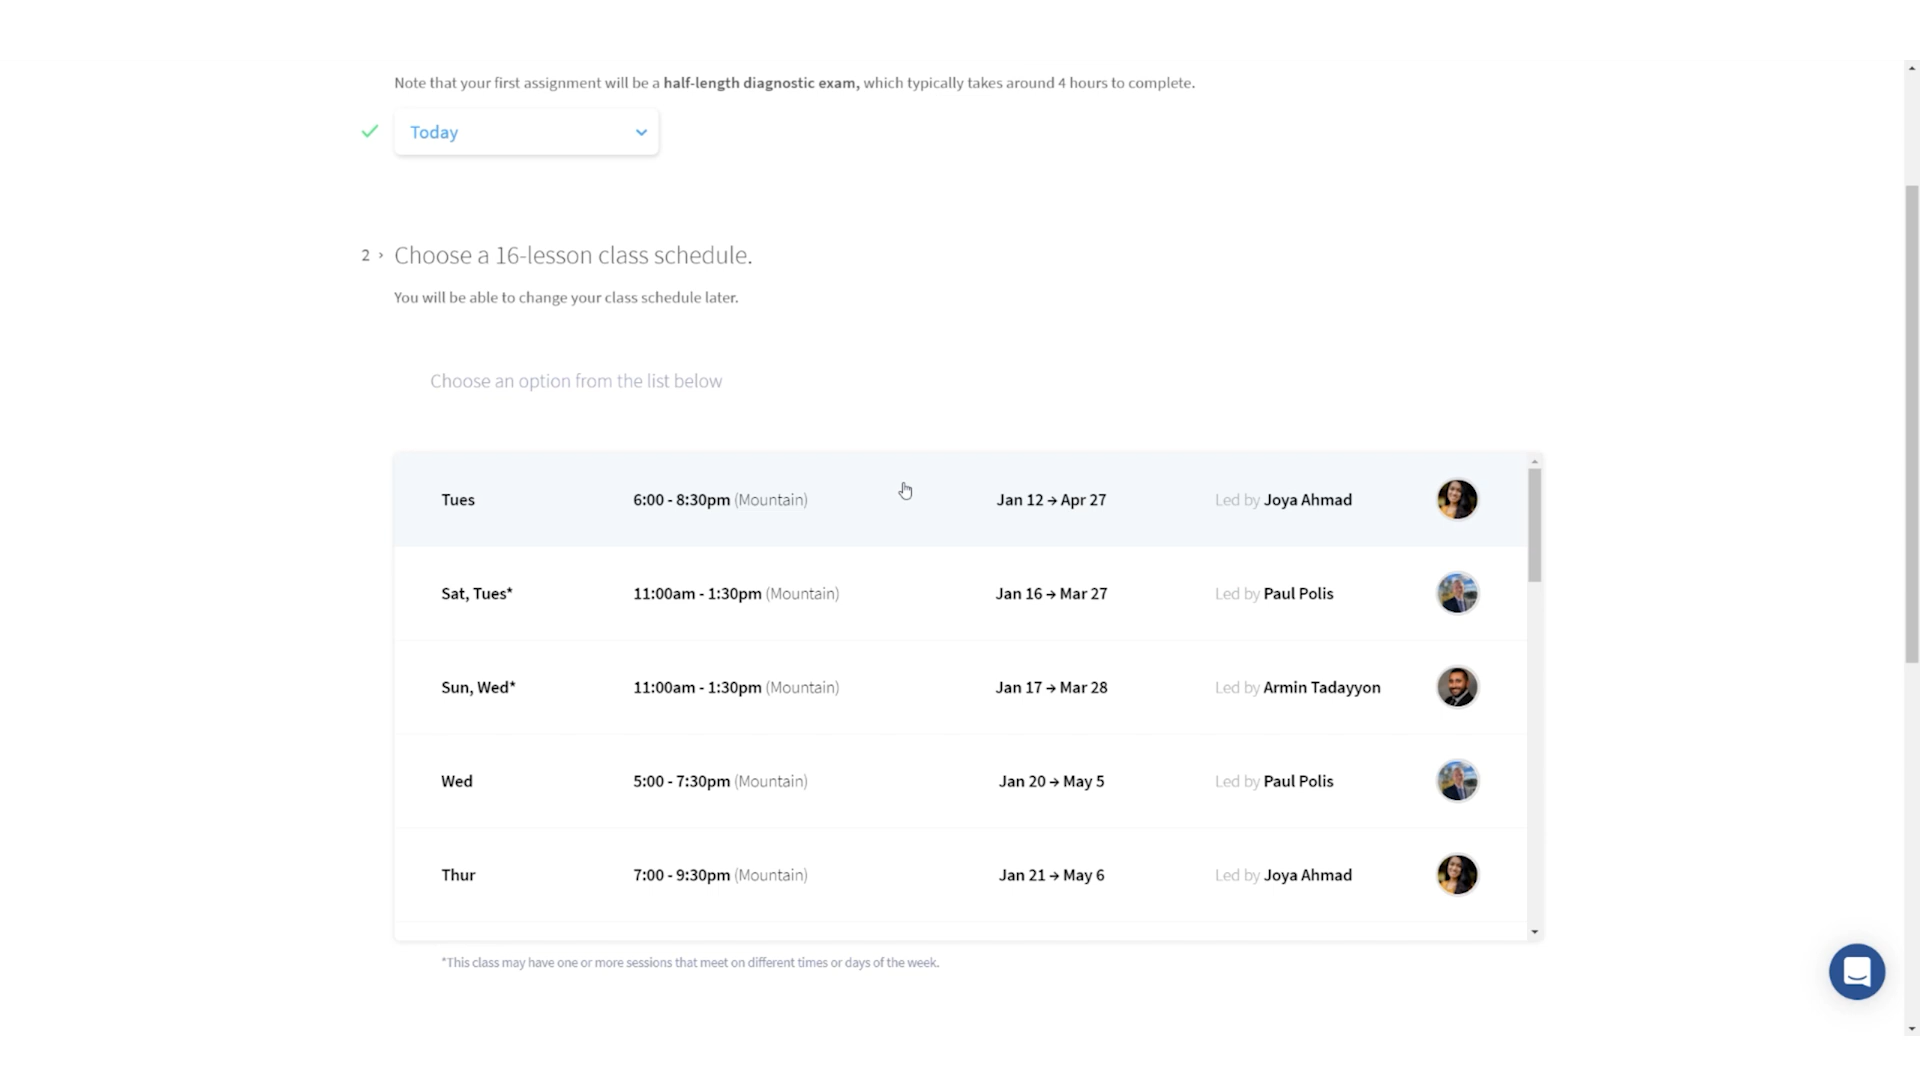 Note that your first assignment will be a half-length diagnostic exam, which typically takes around 4 hours to complete.
Today
2 › Choose a 16-lesson class schedule.
You will be able to change your class schedule later.
Choose an option from the list below
Tues 6:00 - 8:30pm (Mountain) Jan 12 → Apr 27 Led by Joya Ahmad
Sat, Tues* 11:00am - 1:30pm (Mountain) Jan 16 → Mar 27 Led by Paul Polis
Sun, Wed* 11:00am - 1:30pm (Mountain) Jan 17 → Mar 28 Led by Armin Tadayyon
Wed 5:00 - 7:30pm (Mountain) Jan 20 → May 5 Led by Paul Polis
Thur 7:00 - 9:30pm (Mountain) Jan 21 → May 6 Led by Joya Ahmad
*This class may have one or more sessions that meet on different times or days of the week.